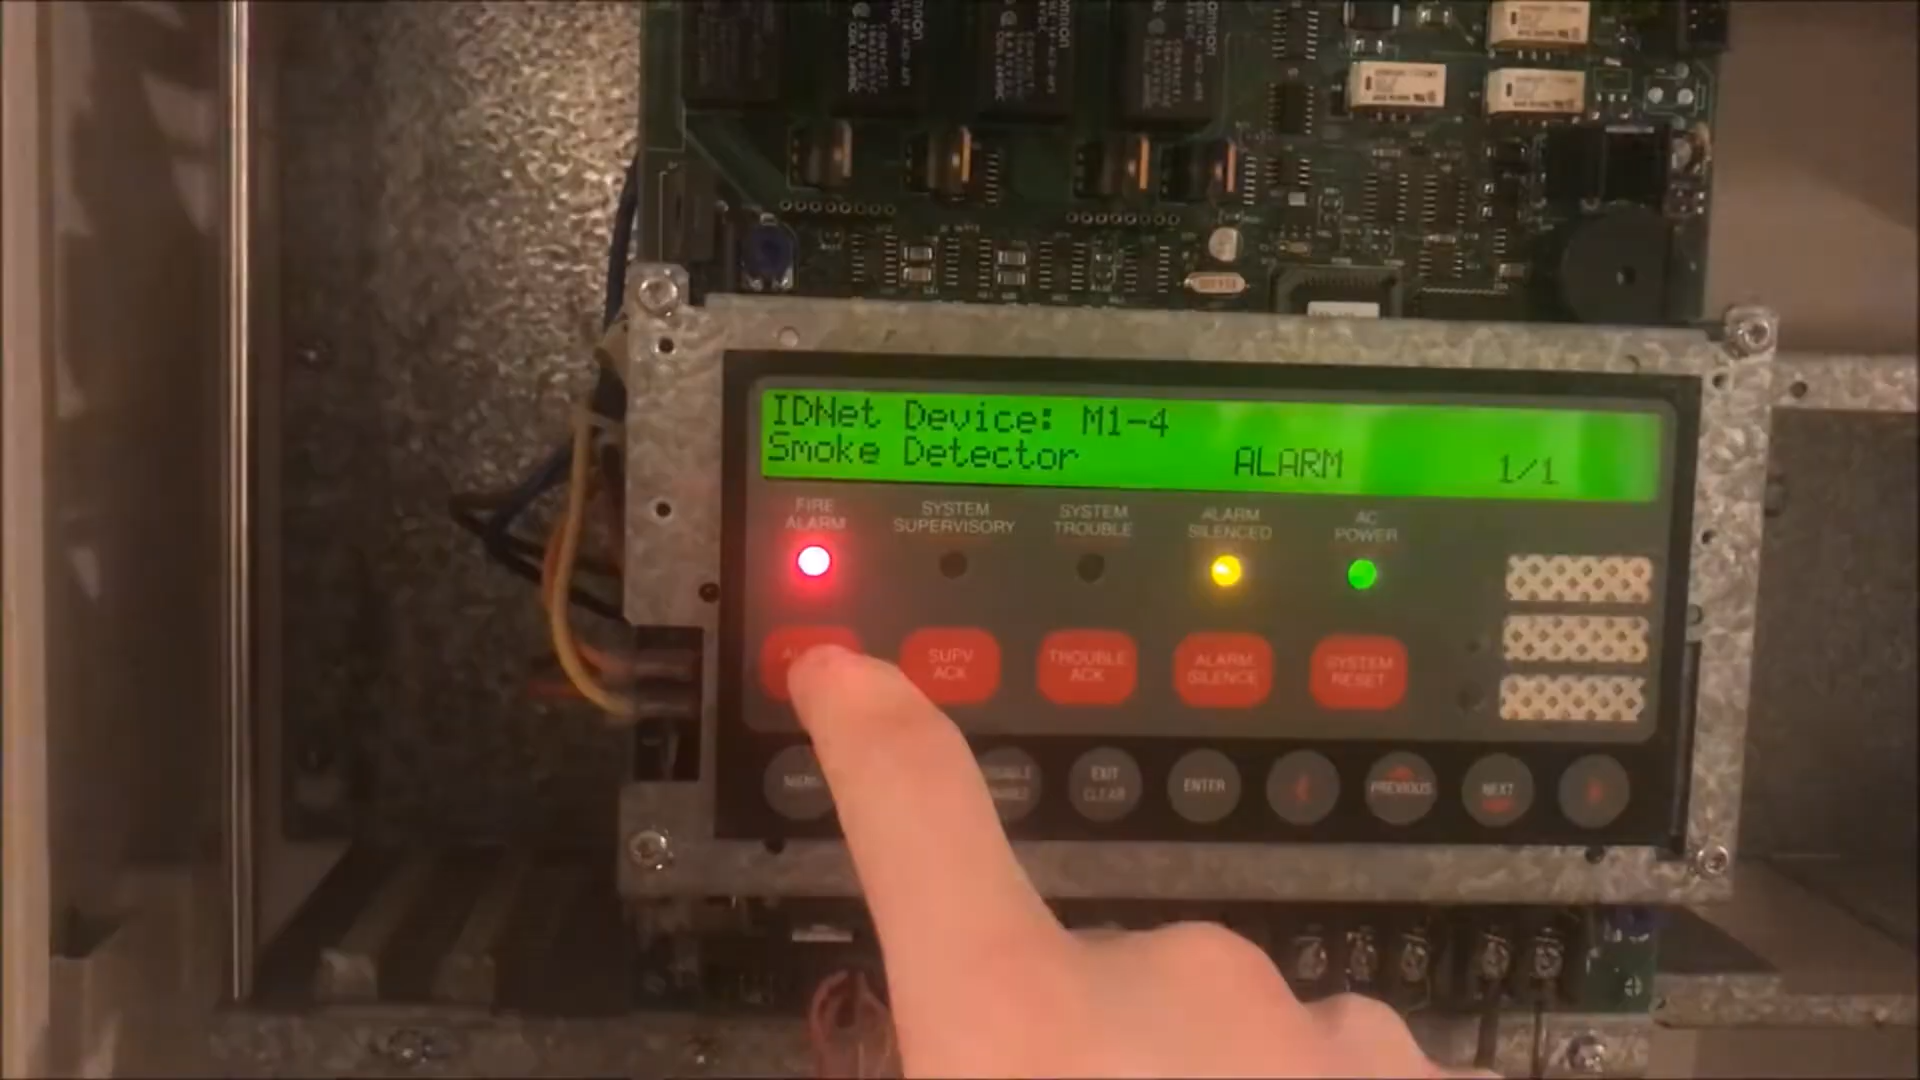 IDNet Device: M1-4
Smoke Detector ALARM 1/1
FIRE ALARM
SYSTEM SUPERVISORY
SYSTEM TROUBLE
ALARM SILENCED
AC POWER
SUPV ACK
TROUBLE ACK
ALARM SILENCE
SYSTEM RESET
EXIT CLEAR
ENTER
PREVIOUS
NEXT